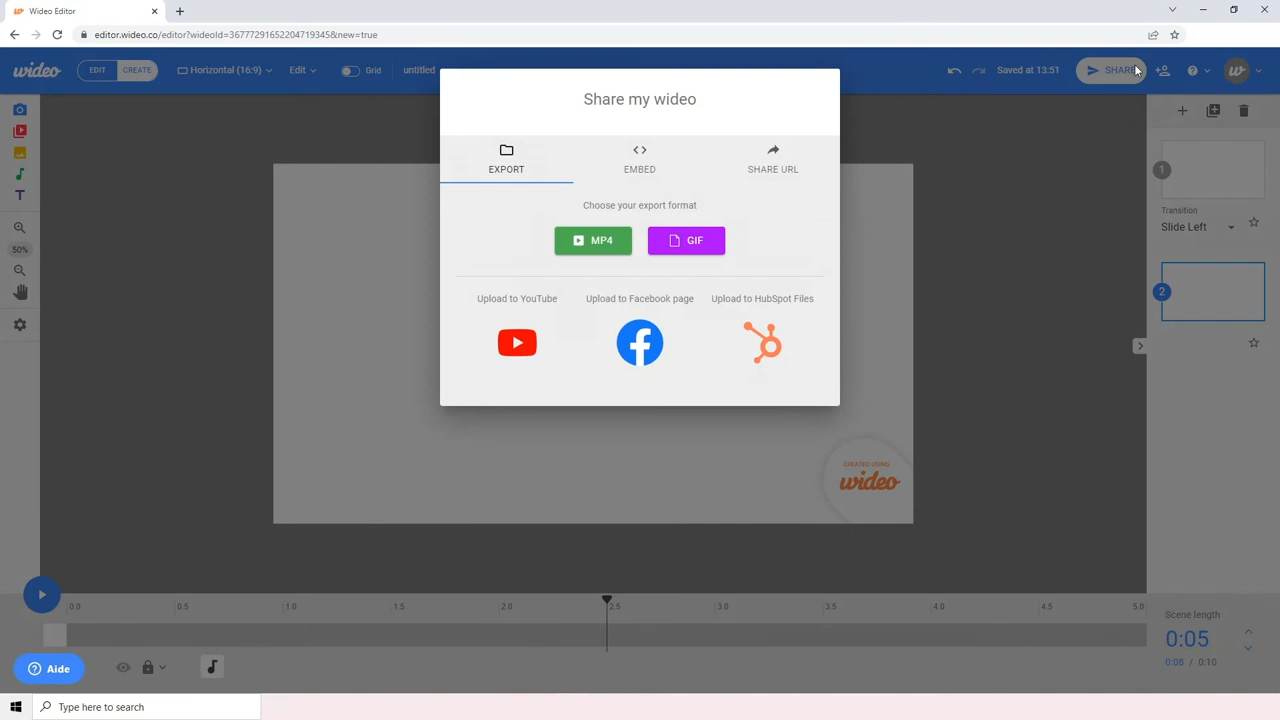 Wideo Editor
editor.wideo.co/editor?wideoId=36777291652204719345&new=true
wideo
EDIT
CREATE
Horizontal (16:9)
Edit
Grid
untitled
Saved at 13:51
SHARE
w
Share my wideo
EXPORT
EMBED
SHARE URL
Choose your export format
MP4
GIF
Upload to YouTube
Upload to Facebook page
Upload to HubSpot Files
T
50%
1
Transition
Slide Left
2
CREATED USING
wideo
0.0 0.5 1.0 1.5 2.0 2.5 3.0 3.5 4.0 4.5 5.0
Scene length
0:05
0:08 / 0:10
Aide
Type here to search